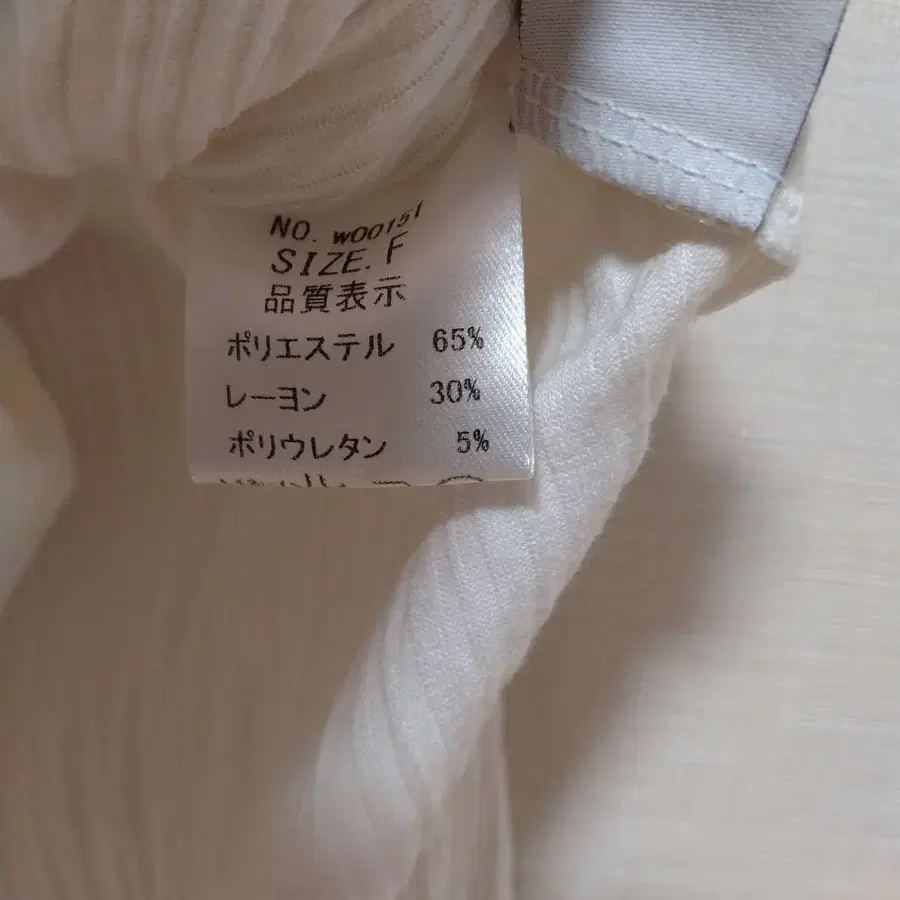 NO. W00151
SIZE. F
品質表示
ポリエステル 65%
レーヨン 30%
ポリウレタン 5%